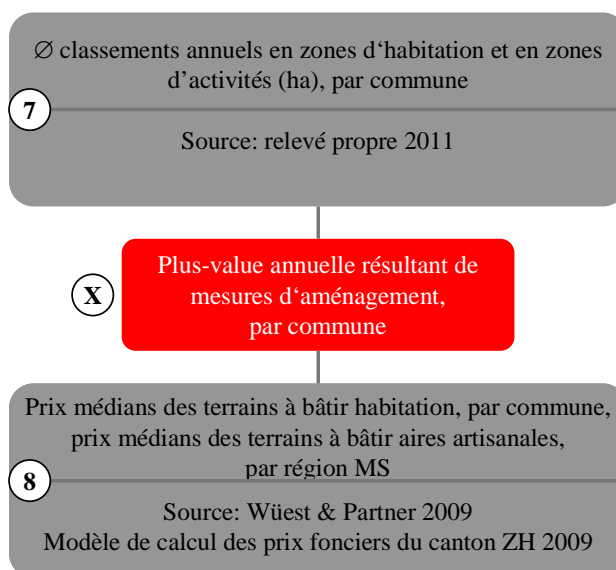 ∅ classements annuels en zones d‘habitation et en zones
d’activités (ha), par commune
7
Source: relevé propre 2011
Plus-value annuelle résultant de
X
mesures d‘aménagement,
par commune
Prix médians des terrains à bâtir habitation, par commune,
prix médians des terrains à bâtir aires artisanales,
par région MS
8
Source: Wüest & Partner 2009
Modèle de calcul des prix fonciers du canton ZH 2009